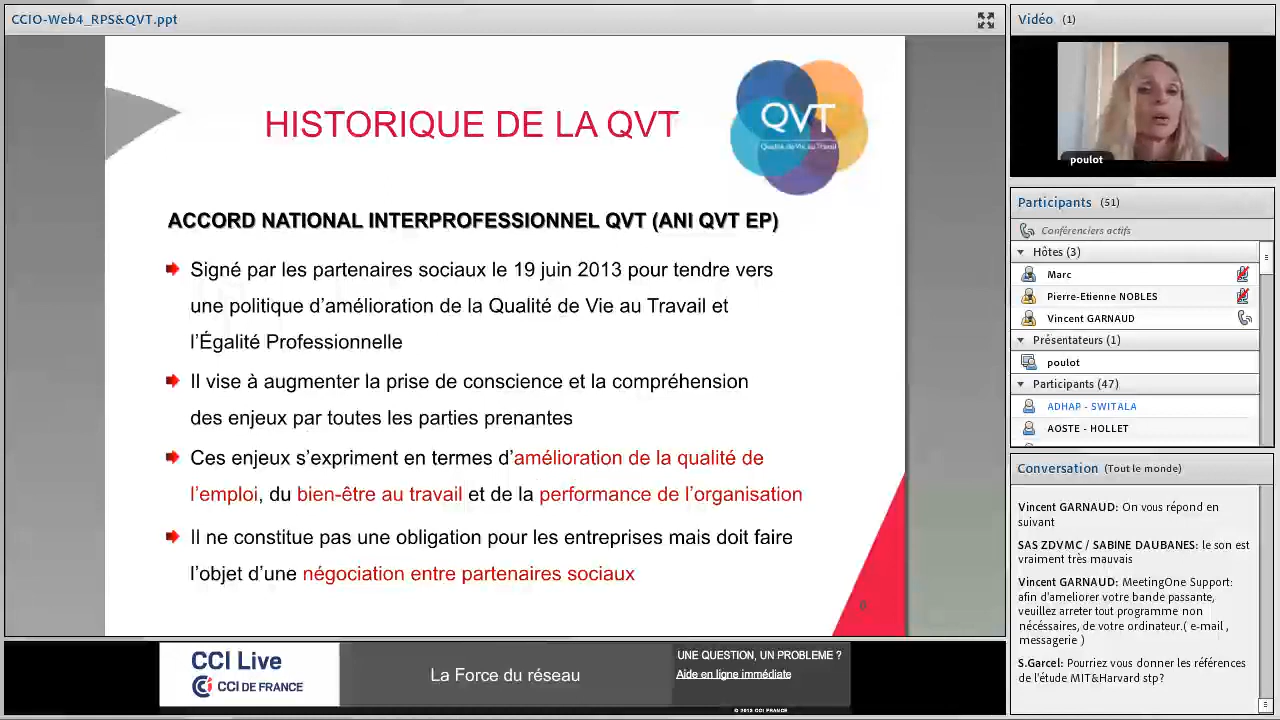 CCIO-Web4_RPS&QVT.ppt
HISTORIQUE DE LA QVT
QVT
Qualité de Vie au Travail
ACCORD NATIONAL INTERPROFESSIONNEL QVT (ANI QVT EP)
Signé par les partenaires sociaux le 19 juin 2013 pour tendre vers
une politique d’amélioration de la Qualité de Vie au Travail et
l’Égalité Professionnelle
Il vise à augmenter la prise de conscience et la compréhension
des enjeux par toutes les parties prenantes
Ces enjeux s’expriment en termes d’amélioration de la qualité de
l’emploi, du bien-être au travail et de la performance de l’organisation
Il ne constitue pas une obligation pour les entreprises mais doit faire
l’objet d’une négociation entre partenaires sociaux
CCI Live
CCI DE FRANCE
La Force du réseau
UNE QUESTION, UN PROBLEME ?
Aide en ligne immédiate
© 2013 CCI FRANCE
Vidéo (1)
poulot
Participants (51)
Conférenciers actifs
Hôtes (3)
Marc
Pierre-Etienne NOBLES
Vincent GARNAUD
Présentateurs (1)
poulot
Participants (47)
ADHAP - SWITALA
AOSTE - HOLLET
Conversation (Tout le monde)
Vincent GARNAUD: On vous répond en
suivant
SAS ZDVMC / SABINE DAUBANES: le son est
vraiment très mauvais
Vincent GARNAUD: MeetingOne Support:
afin d'ameliorer votre bande passante,
veuillez arreter tout programme non
nécéssaires, de votre ordinateur.( e-mail ,
messagerie )
S.Garcel: Pourriez vous donner les références
de l'étude MIT&Harvard stp?